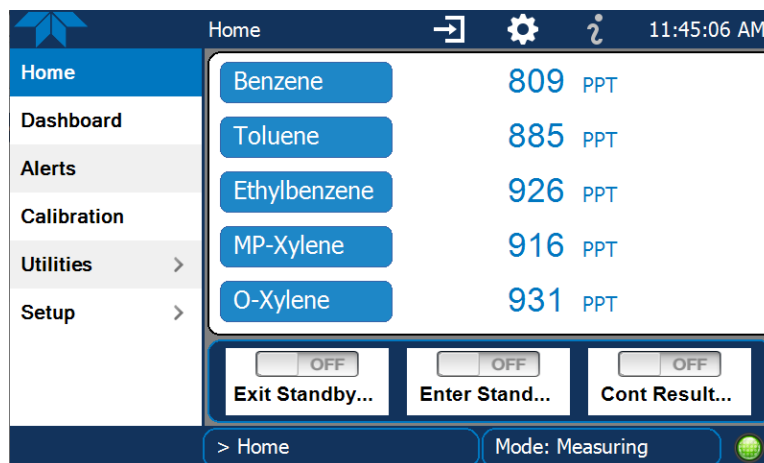 Home 11:45:06 AM
Home
Dashboard
Alerts
Calibration
Utilities
Setup
Benzene 809 PPT
Toluene 885 PPT
Ethylbenzene 926 PPT
MP-Xylene 916 PPT
O-Xylene 931 PPT
OFF
Exit Standby...
OFF
Enter Stand...
OFF
Cont Result...
> Home
Mode: Measuring